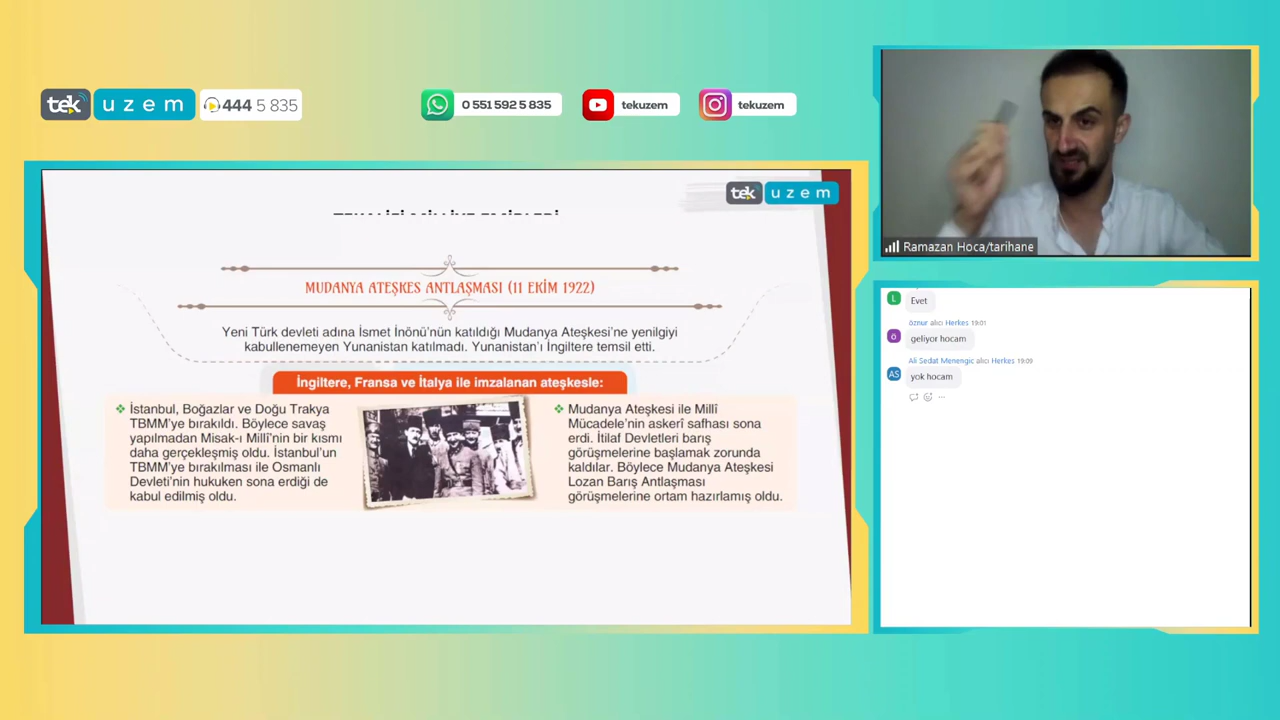 tek
uzem
444 5 835
0 551 592 5 835
tekuzem
tekuzem
tek
uzem
MUDANYA ATEŞKES ANTLAŞMASI (11 EKİM 1922)
Yeni Türk devleti adına İsmet İnönü'nün katıldığı Mudanya Ateşkesi'ne yenilgiyi
kabullenemeyen Yunanistan katılmadı. Yunanistan'ı İngiltere temsil etti.
İngiltere, Fransa ve İtalya ile imzalanan ateşkesle:
İstanbul, Boğazlar ve Doğu Trakya
TBMM'ye bırakıldı. Böylece savaş
yapılmadan Misak-ı Millî'nin bir kısmı
daha gerçekleşmiş oldu. İstanbul'un
TBMM'ye bırakılması ile Osmanlı
Devleti'nin hukuken sona erdiği de
kabul edilmiş oldu.
Mudanya Ateşkesi ile Millî
Mücadele'nin askerî safhası sona
erdi. İtilaf Devletleri barış
görüşmelerine başlamak zorunda
kaldılar. Böylece Mudanya Ateşkesi
Lozan Barış Antlaşması
görüşmelerine ortam hazırlamış oldu.
Ramazan Hoca/tarihane
L
Evet
öznur alıcı Herkes 19:01
ö
geliyor hocam
Ali Sedat Menengic alıcı Herkes 19:09
AS
yok hocam